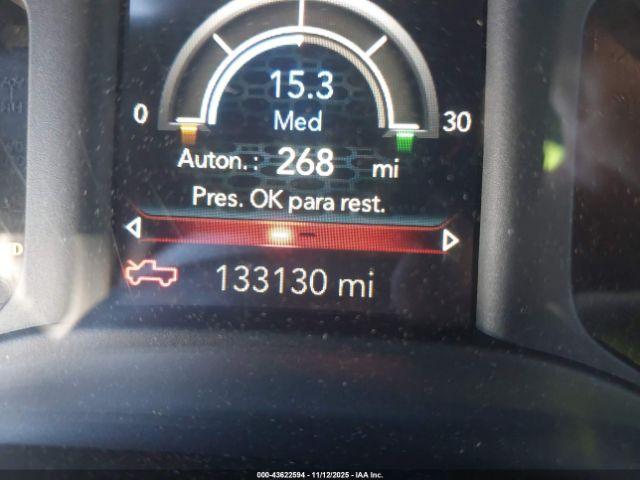 15.3
0 Med 30
Auton.: 268 mi
Pres. OK para rest.
133130 mi
000-43622594 - 11/12/2025 - IAA Inc.